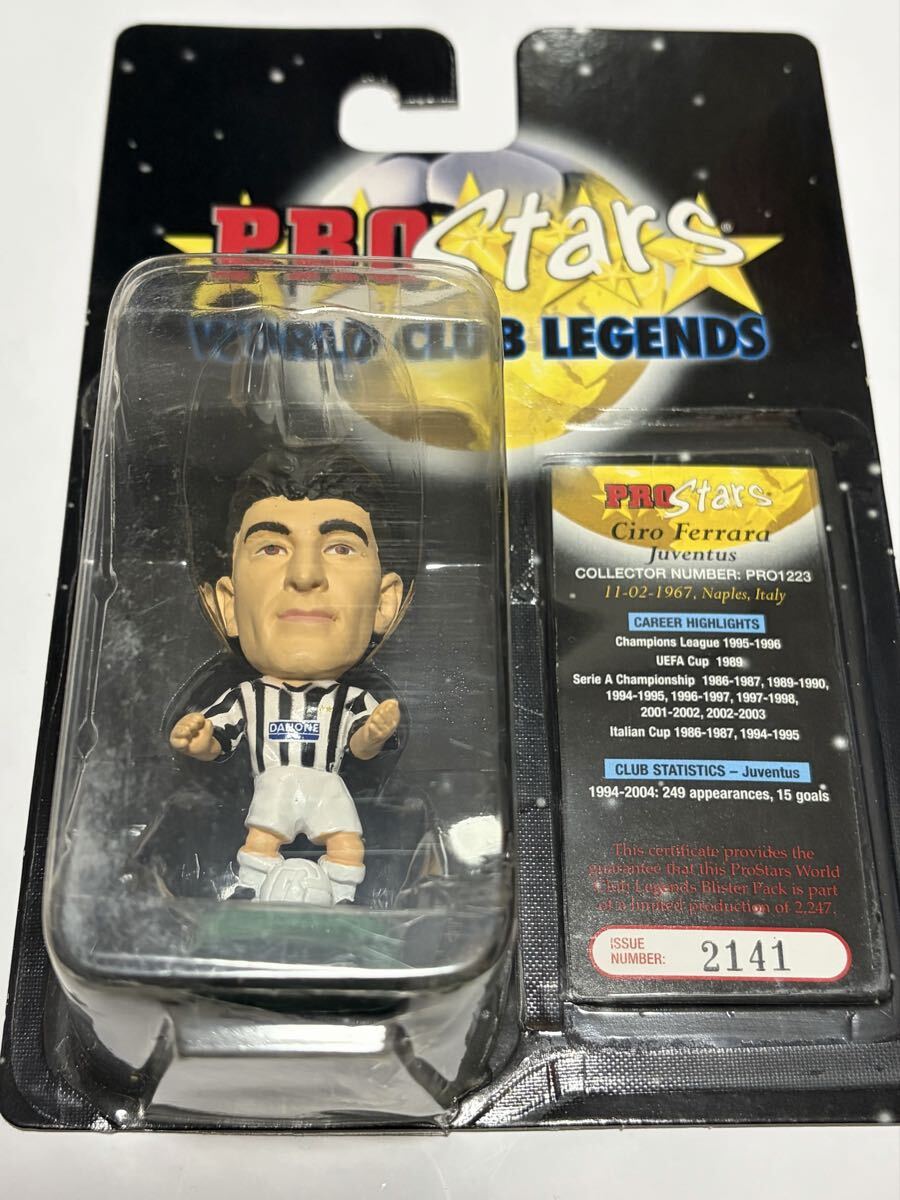 PRO Stars®
WORLD CLUB LEGENDS
DANONE
PRO Stars
Ciro Ferrara
Juventus
COLLECTOR NUMBER: PRO1223
11-02-1967, Naples, Italy
CAREER HIGHLIGHTS
Champions League 1995-1996
UEFA Cup 1989
Serie A Championship 1986-1987, 1989-1990,
1994-1995, 1996-1997, 1997-1998,
2001-2002, 2002-2003
Italian Cup 1986-1987, 1994-1995
CLUB STATISTICS – Juventus
1994-2004: 249 appearances, 15 goals
This certificate provides the
guarantee that this ProStars World
Club Legends Blister Pack is part
of a limited production of 2,247.
ISSUE
NUMBER: 2141